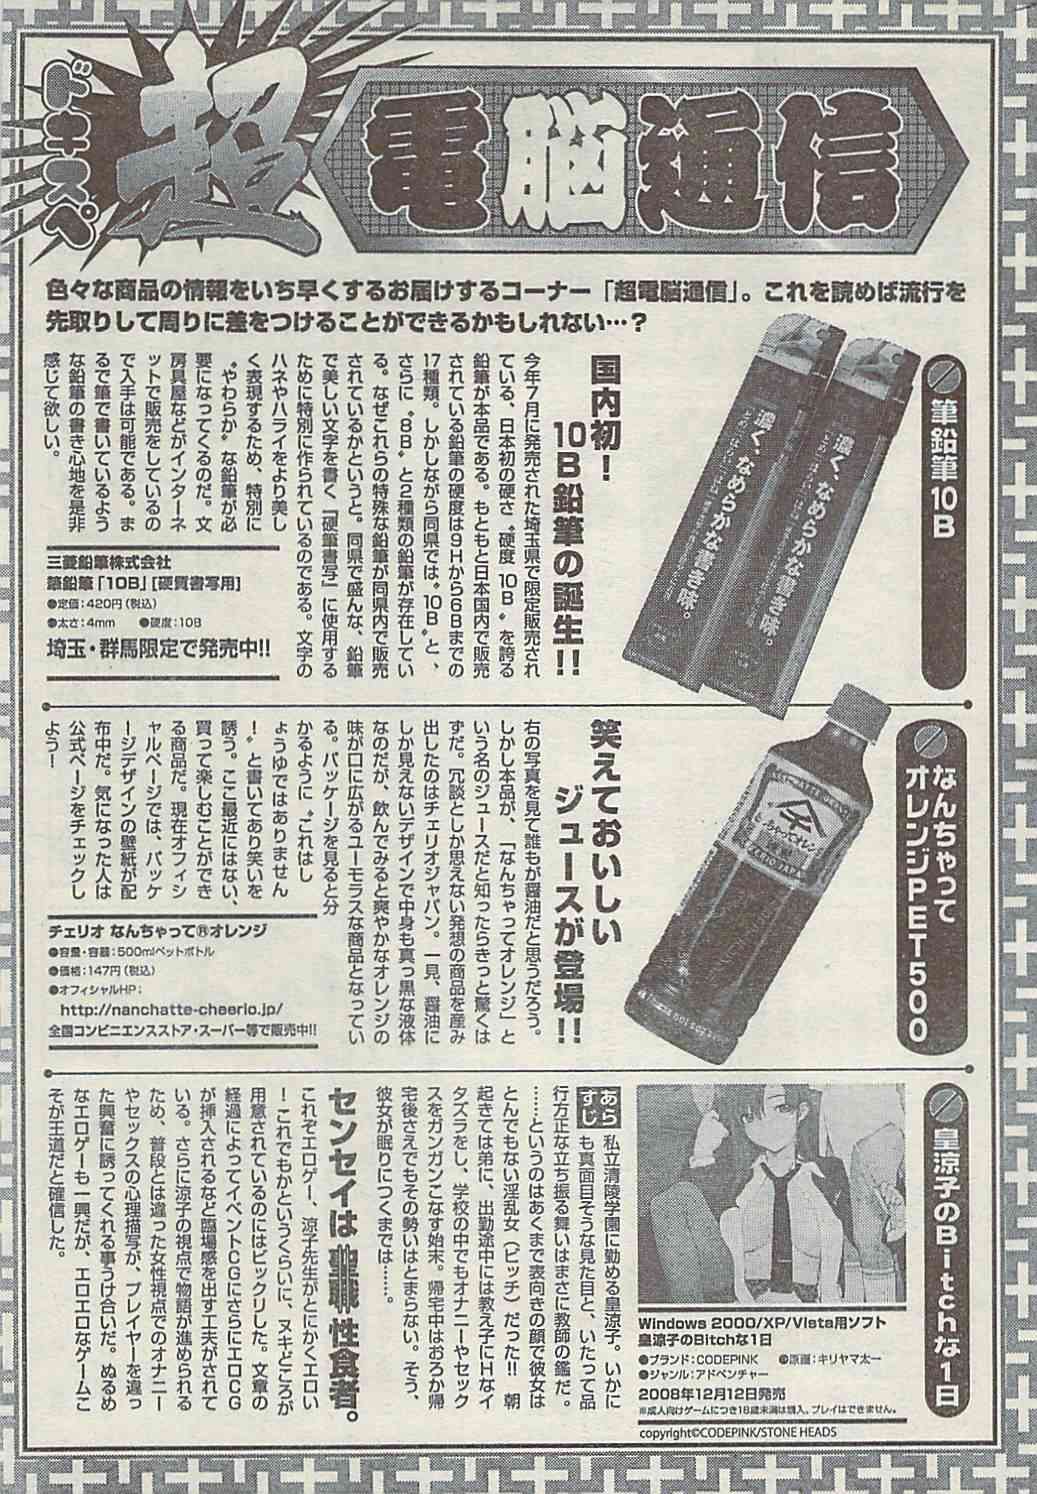 ドキスペ
超
電脳通信
色々な商品の情報をいち早くするお届けするコーナー「超電脳通信」。これを読めば流行を
先取りして周りに差をつけることができるかもしれない…?
筆鉛筆10B
濃く、なめらかな書き味。
濃く、なめらかな書き味。
国内初!
10B鉛筆の誕生!!
今年7月に発売された埼玉県で限定販売され
ている、日本初の硬さ〝硬度10B〟を誇る
鉛筆が本品である。もともと日本国内で販売
されている鉛筆の硬度は9Hから6Bまでの
17種類。しかしながら同県では〝10B〟と、
さらに〝8B〟と2種類の鉛筆が存在してい
る。なぜこれらの特殊な鉛筆が同県内で販売
されているかというと。同県で盛んな、鉛筆
で美しい文字を書く『硬筆書写』に使用する
ために特別に作られているのである。文字の
ハネやハライをより美し
く表現するため、特別に
〝やわらか〟な鉛筆が必
要になってくるのだ。文
房具屋などがインターネ
ットで販売をしているの
で入手は可能である。ま
るで筆で書いているよう
な鉛筆の書き心地を是非
感じて欲しい。
三菱鉛筆株式会社
筆鉛筆「10B」[硬質書写用]
●定価:420円(税込)
●太さ:4mm ●硬度:10B
埼玉・群馬限定で発売中!!
なんちゃって
オレンジPET500
なんちゃってオレンジ
笑えておいしい
ジュースが登場!!
右の写真を見て誰もが醤油だと思うだろう。
しかし本品が、「なんちゃってオレンジ」と
いう名のジュースだと知ったらきっと驚くは
ずだ。冗談としか思えない発想の商品を産み
出したのはチェリオジャパン。一見、醤油に
しか見えないデザインで中身も真っ黒な液体
なのだが、飲んでみると爽やかなオレンジの
味が口に広がるユーモラスな商品となってい
る。パッケージを見ると分
かるように〝これはし
ょうゆではありません
!〟と書いてあり笑いを
誘う。ここ最近にはない、
買って楽しむことができ
る商品だ。現在オフィシ
ャルページでは、パッケ
ージデザインの壁紙が配
布中だ。気になった人は
公式ページをチェックし
よう!
チェリオ なんちゃって®オレンジ
●容量・容器:500mlペットボトル
●価格:147円(税込)
●オフィシャルHP:
http://nanchatte-cheerio.jp/
全国コンビニエンスストア・スーパー等で販売中!!
皇涼子のBitchな1日
Windows 2000/XP/Vista用ソフト
皇涼子のBitchな1日
●ブランド:CODEPINK ●原画:キリヤマ太一
●ジャンル:アドベンチャー
2008年12月12日発売
※成人向けゲームにつき18歳未満は購入、プレイはできません。
copyright©CODEPINK/STONE HEADS
あらすじ 私立清陵学園に勤める皇涼子。いかに
も真面目そうな見た目と、いたって品
行方正な立ち振る舞いはまさに教師の鑑だ。
……というのはあくまで表向きの顔で彼女は
とんでもない淫乱女(ビッチ)だった!! 朝
起きては弟に、出勤途中には教え子にHなイ
タズラをし、学校の中でもオナニーやセック
スをガンガンこなす始末。帰宅中はおろか帰
宅後さえでもその勢いはとまらない。そう、
彼女が眠りにつくまでは……。
センセイは聖職性食者。
これぞエロゲー、涼子先生がとにかくエロい
! これでもかというくらいに、ヌキどころが
用意されているのにはビックリした。文章の
経過によってイベントCGにさらにエロCG
が挿入されるなど臨場感を出す工夫がされて
いる。さらに涼子の視点で物語が進められる
ため、普段とは違った女性視点でのオナニー
やセックスの心理描写が、プレイヤーを違っ
た興奮に誘ってくれる事うけ合いだ。ぬるめ
なエロゲーも一興だが、エロエロなゲームこ
そが王道だと確信した。